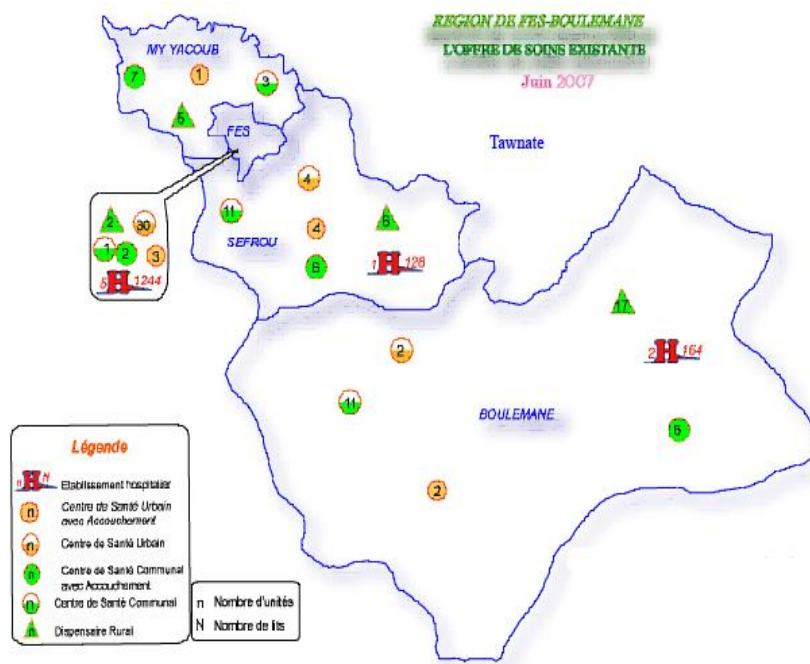 REGION DE FES-BOULEMANE
L'OFFRE DE SOINS EXISTANTE
Juin 2007
MY YACOUB
7
1
3
5
FES
Tawnate
4
11
4
6
SEFROU
6
1 H 126
2
30
1
2
3
5 H 1244
17
2
2 H 164
11
BOULEMANE
6
2
Légende
n H N Etablissement hospitalier
n Centre de Santé Urbain
avec Accouchement
n Centre de Santé Urbain
n Centre de Santé Communal
avec Accouchement
n Centre de Santé Communal
n Dispensaire Rural
n Nombre d'unités
N Nombre de lits